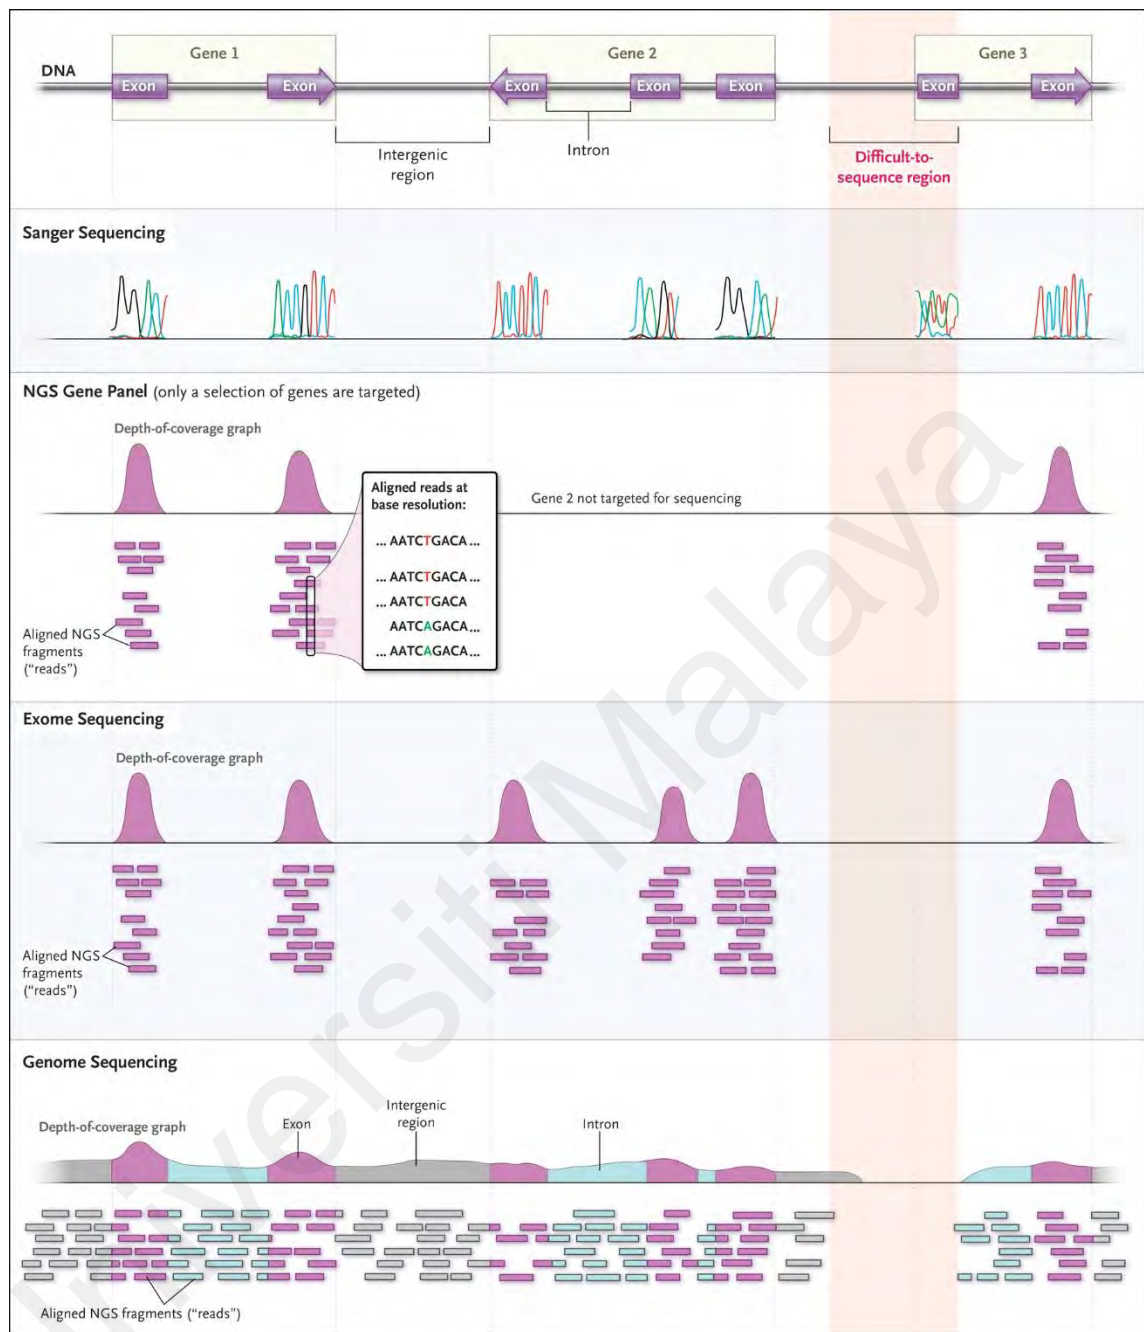 Gene 1
Gene 2
Gene 3
DNA
Exon
Exon
Exon
Exon
Exon
Exon
Exon
Intergenic
region
Intron
Difficult-to-
sequence region
Sanger Sequencing
NGS Gene Panel (only a selection of genes are targeted)
Depth-of-coverage graph
Aligned reads at
base resolution:
... AATCTGACA ...
... AATCTGACA ...
... AATCTGACA
AATCAGACA ...
... AATCAGACA ...
Gene 2 not targeted for sequencing
Aligned NGS
fragments
("reads")
Exome Sequencing
Depth-of-coverage graph
Aligned NGS
fragments
("reads")
Genome Sequencing
Depth-of-coverage graph
Exon
Intergenic
region
Intron
Aligned NGS fragments ("reads")
Universiti Malaya